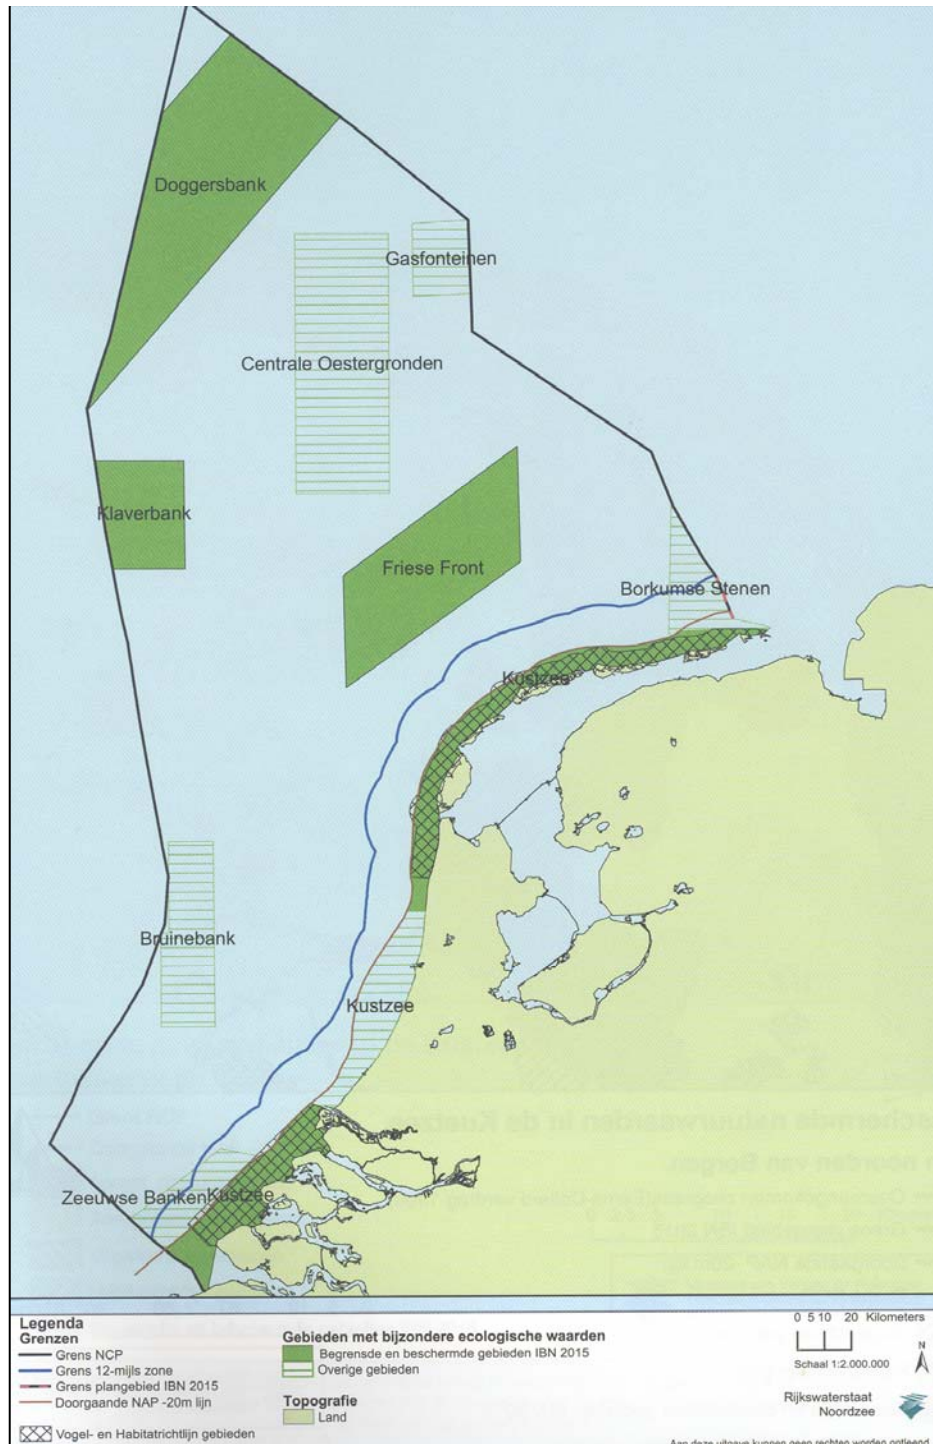 Doggersbank
Gasfonteinen
Centrale Oestergronden
Klaverbank
Friese Front
Borkumse Stenen
Kustzee
Bruinebank
Kustzee
Zeeuwse Banken
Kustzee
Legenda
Grenzen
Grens NCP
Grens 12-mijls zone
Grens plangebied IBN 2015
Doorgaande NAP -20m lijn
Vogel- en Habitatrichtlijn gebieden
Gebieden met bijzondere ecologische waarden
Begrensde en beschermde gebieden IBN 2015
Overige gebieden
Topografie
Land
0 5 10 20 Kilometers
Schaal 1:2.000.000
N
Rijkswaterstaat
Noordzee
Aan deze uitgave kunnen geen rechten worden ontleend